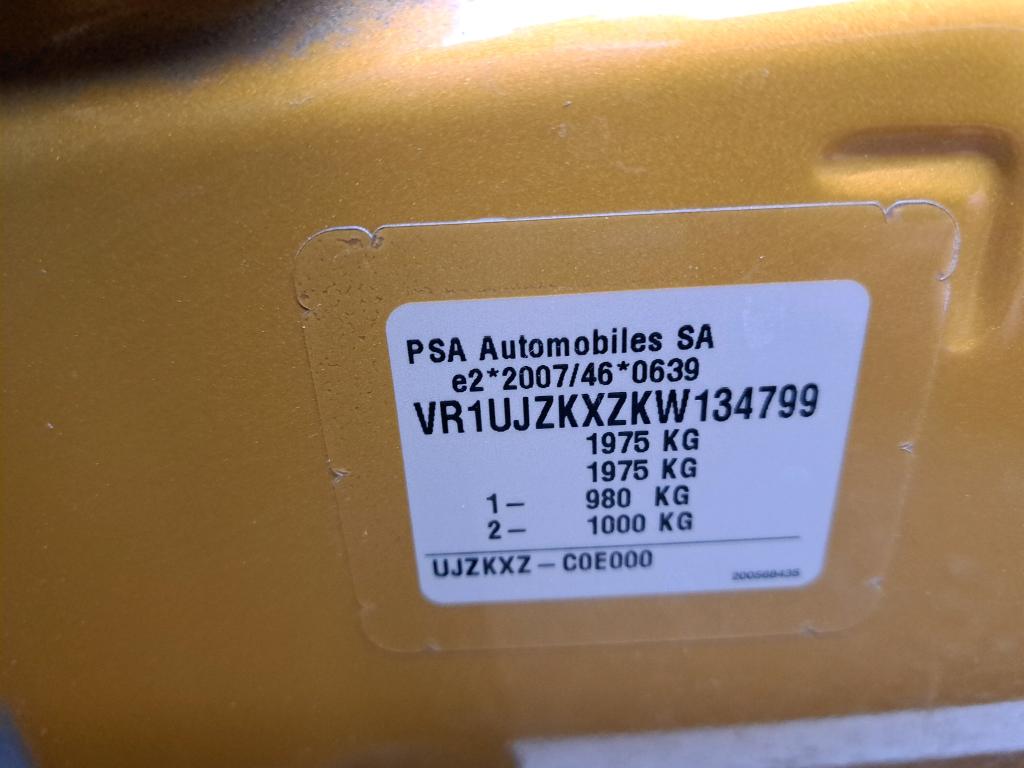 PSA Automobiles SA
e2*2007/46*0639
VR1UJZKXZKW134799
1975 KG
1975 KG
1- 980 KG
2- 1000 KG
UJZKXZ - C0E000
200568435